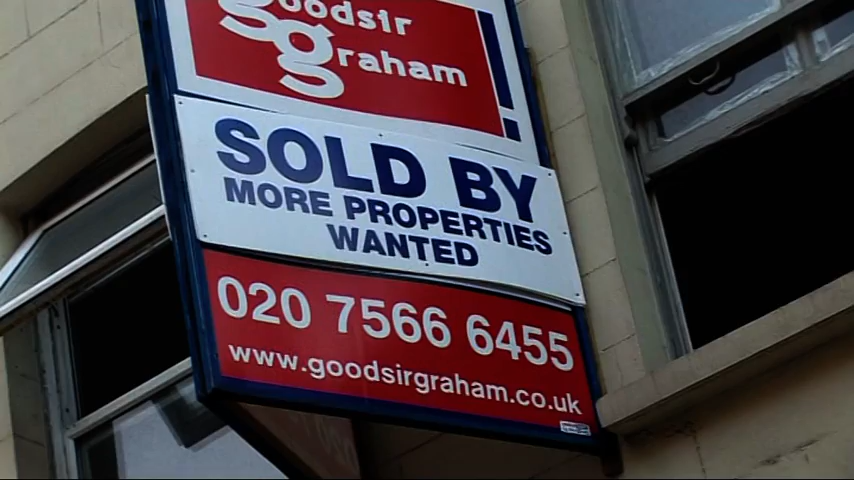 goodsir
graham
SOLD BY
MORE PROPERTIES
WANTED
020 7566 6455
www.goodsirgraham.co.uk